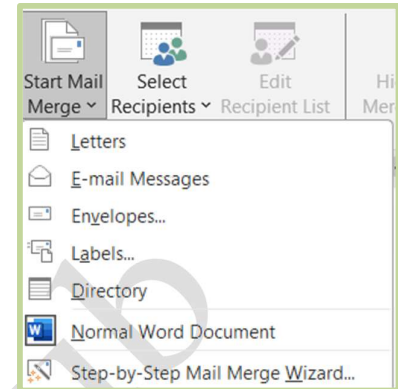 Start Mail Merge Select Recipients Edit Recipient List
Letters
E-mail Messages
Envelopes...
Labels...
Directory
Normal Word Document
Step-by-Step Mail Merge Wizard...